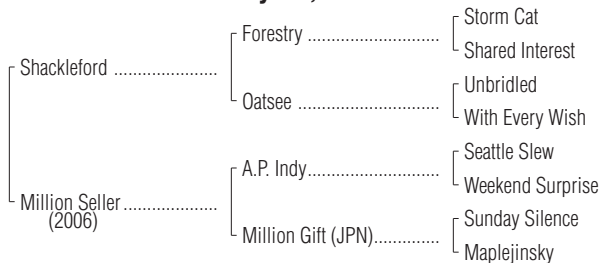 Storm Cat
Forestry ..............................
Shared Interest
Shackleford .......................
Unbridled
Oatsee ................................
With Every Wish
Seattle Slew
A.P. Indy..............................
Weekend Surprise
Million Seller .....................
(2006)
Sunday Silence
Million Gift (JPN)...............
Maplejinsky